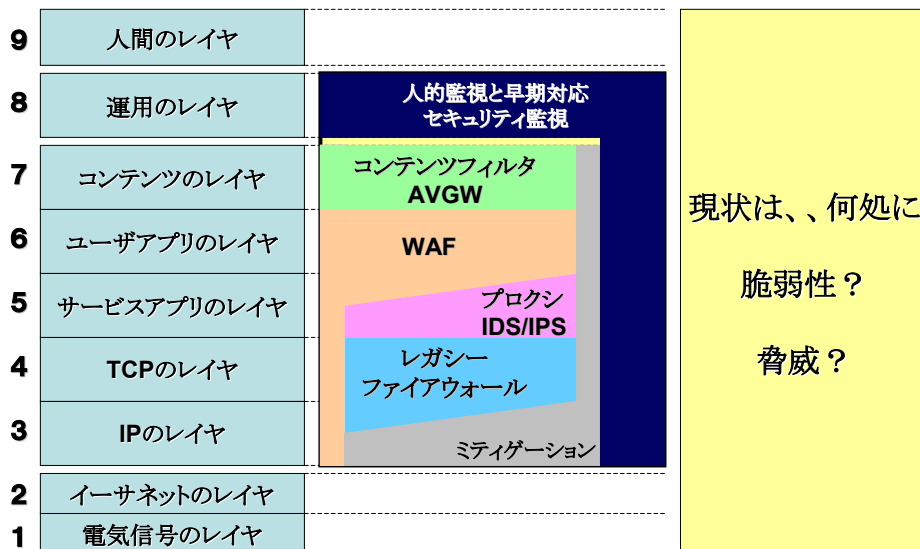 9 人間のレイヤ
8 運用のレイヤ
7 コンテンツのレイヤ
6 ユーザアプリのレイヤ
5 サービスアプリのレイヤ
4 TCPのレイヤ
3 IPのレイヤ
2 イーサネットのレイヤ
1 電気信号のレイヤ
人的監視と早期対応
セキュリティ監視
コンテンツフィルタ
AVGW
WAF
プロクシ
IDS/IPS
レガシー
ファイアウォール
ミティゲーション
現状は、、何処に
脆弱性？
脅威？